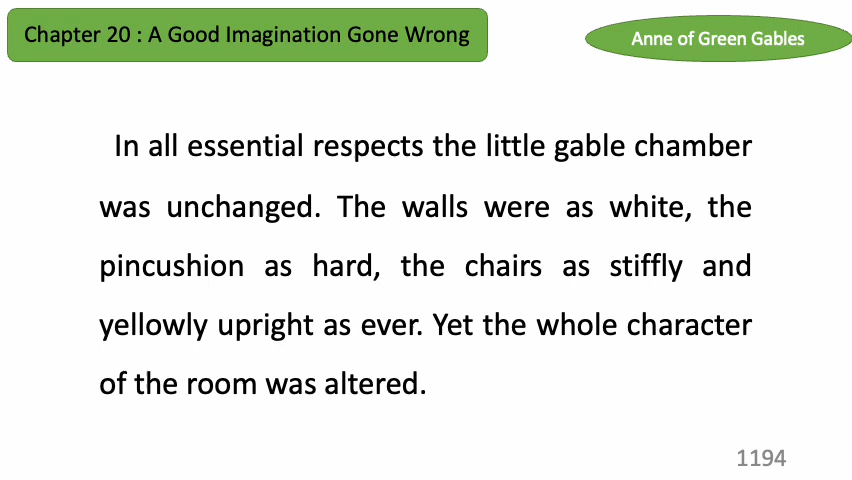 Chapter 20 : A Good Imagination Gone Wrong
Anne of Green Gables
In all essential respects the little gable chamber
was unchanged. The walls were as white, the
pincushion as hard, the chairs as stiffly and
yellowly upright as ever. Yet the whole character
of the room was altered.
1194